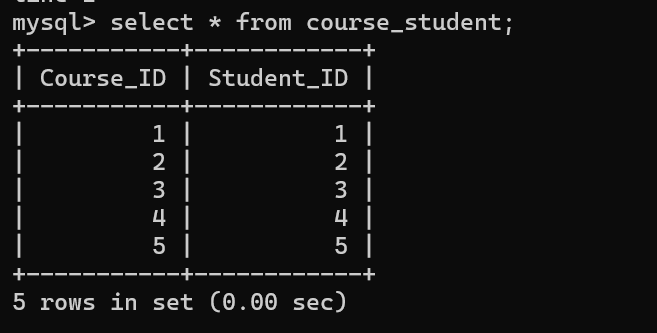 mysql> select * from course_student;
+-----------+------------+
| Course_ID | Student_ID |
+-----------+------------+
|         1 |          1 |
|         2 |          2 |
|         3 |          3 |
|         4 |          4 |
|         5 |          5 |
+-----------+------------+
5 rows in set (0.00 sec)